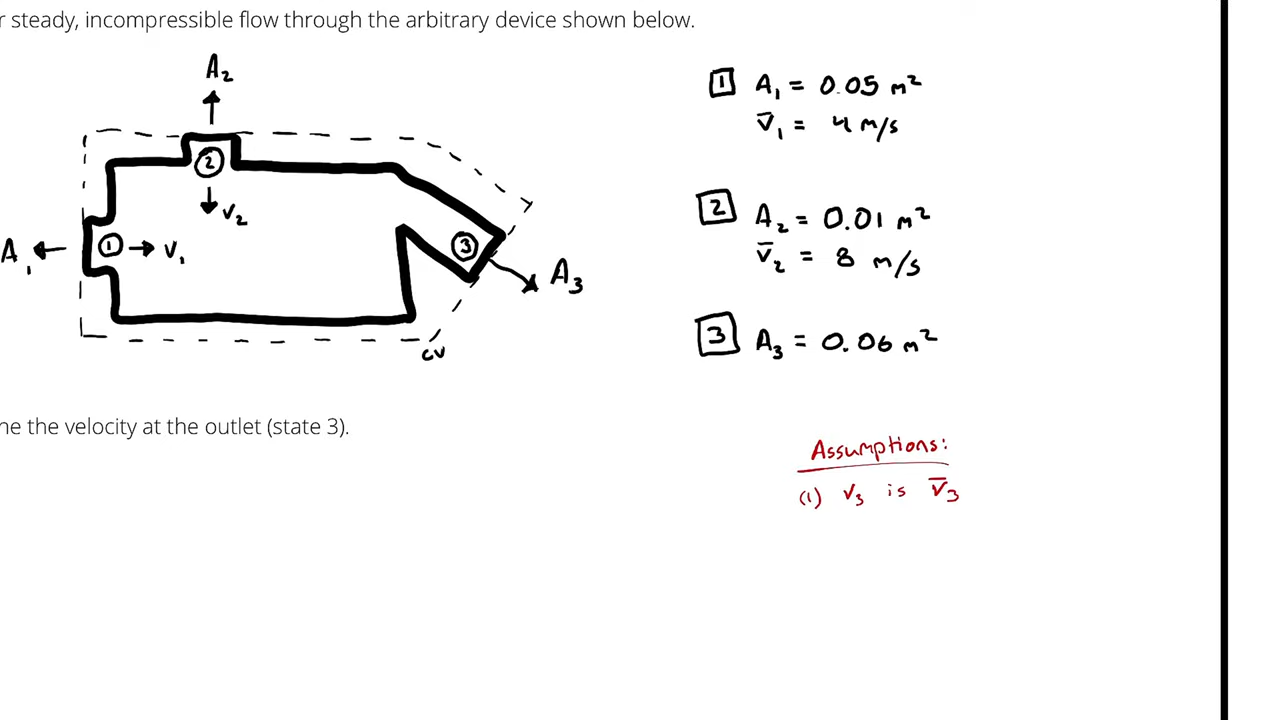 r steady, incompressible flow through the arbitrary device shown below.
A₂
②
v₂
A₁
① v₁
③
A₃
cv
1 A₁ = 0.05 m²
v̄₁ = 4 m/s
2 A₂ = 0.01 m²
v̄₂ = 8 m/s
3 A₃ = 0.06 m²
ne the velocity at the outlet (state 3).
Assumptions:
(1) v₃ is v̄₃